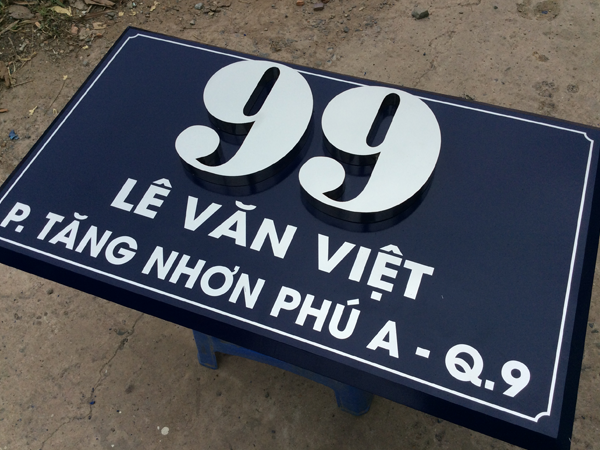 99
LÊ VĂN VIỆT
P. TĂNG NHƠN PHÚ A - Q.9